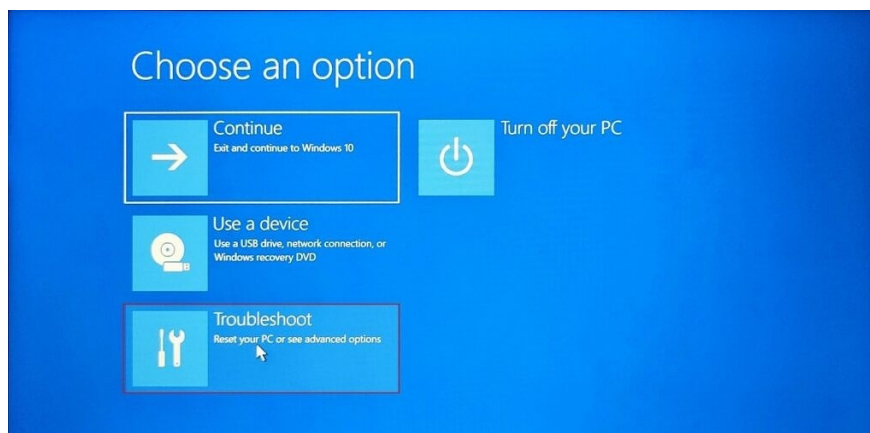 Choose an option
Continue
Exit and continue to Windows 10
Turn off your PC
Use a device
Use a USB drive, network connection, or
Windows recovery DVD
Troubleshoot
Reset your PC or see advanced options